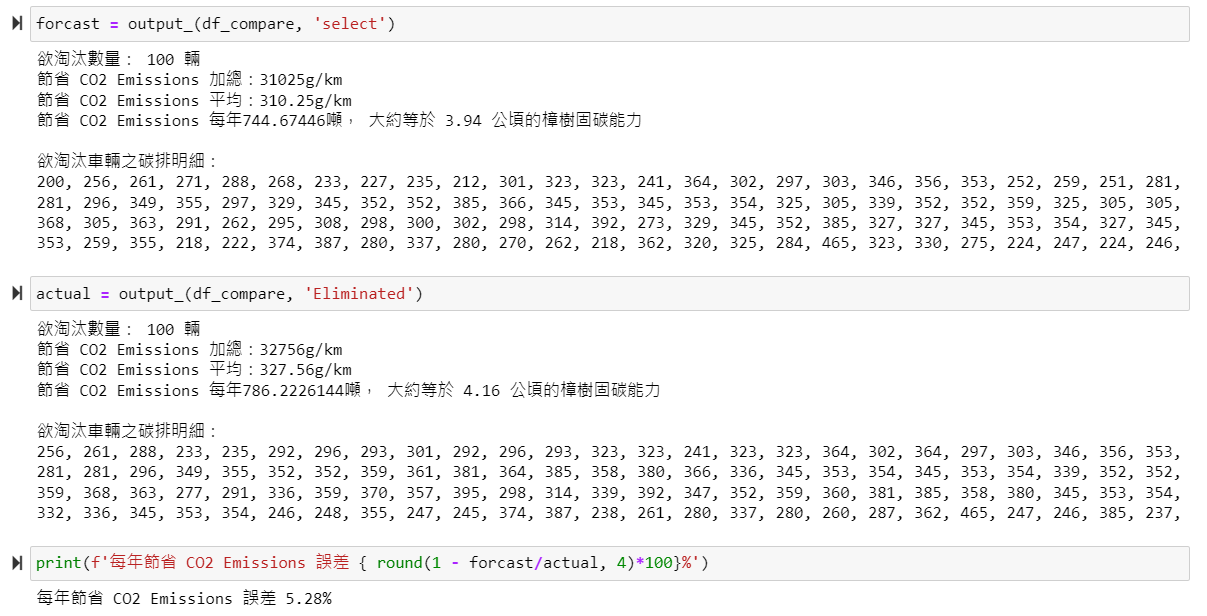 forcast = output_(df_compare, 'select')
欲淘汰數量： 100 輛
節省 CO2 Emissions 加總：31025g/km
節省 CO2 Emissions 平均：310.25g/km
節省 CO2 Emissions 每年744.67446噸， 大約等於 3.94 公頃的樟樹固碳能力
欲淘汰車輛之碳排明細：
200, 256, 261, 271, 288, 268, 233, 227, 235, 212, 301, 323, 323, 241, 364, 302, 297, 303, 346, 356, 353, 252, 259, 251, 281,
281, 296, 349, 355, 297, 329, 345, 352, 352, 385, 366, 345, 353, 345, 353, 354, 325, 305, 339, 352, 352, 359, 325, 305, 305,
368, 305, 363, 291, 262, 295, 308, 298, 300, 302, 298, 314, 392, 273, 329, 345, 352, 385, 327, 327, 345, 353, 354, 327, 345,
353, 259, 355, 218, 222, 374, 387, 280, 337, 280, 270, 262, 218, 362, 320, 325, 284, 465, 323, 330, 275, 224, 247, 224, 246,
actual = output_(df_compare, 'Eliminated')
欲淘汰數量： 100 輛
節省 CO2 Emissions 加總：32756g/km
節省 CO2 Emissions 平均：327.56g/km
節省 CO2 Emissions 每年786.2226144噸， 大約等於 4.16 公頃的樟樹固碳能力
欲淘汰車輛之碳排明細：
256, 261, 288, 233, 235, 292, 296, 293, 301, 292, 296, 293, 323, 323, 241, 323, 323, 364, 302, 364, 297, 303, 346, 356, 353,
281, 281, 296, 349, 355, 352, 352, 359, 361, 381, 364, 385, 358, 380, 366, 336, 345, 353, 354, 345, 353, 354, 339, 352, 352,
359, 368, 363, 277, 291, 336, 359, 370, 357, 395, 298, 314, 339, 392, 347, 352, 359, 360, 381, 385, 358, 380, 345, 353, 354,
332, 336, 345, 353, 354, 246, 248, 355, 247, 245, 374, 387, 238, 261, 280, 337, 280, 260, 287, 362, 465, 247, 246, 385, 237,
print(f'每年節省 CO2 Emissions 誤差 { round(1 - forcast/actual, 4)*100}%')
每年節省 CO2 Emissions 誤差 5.28%